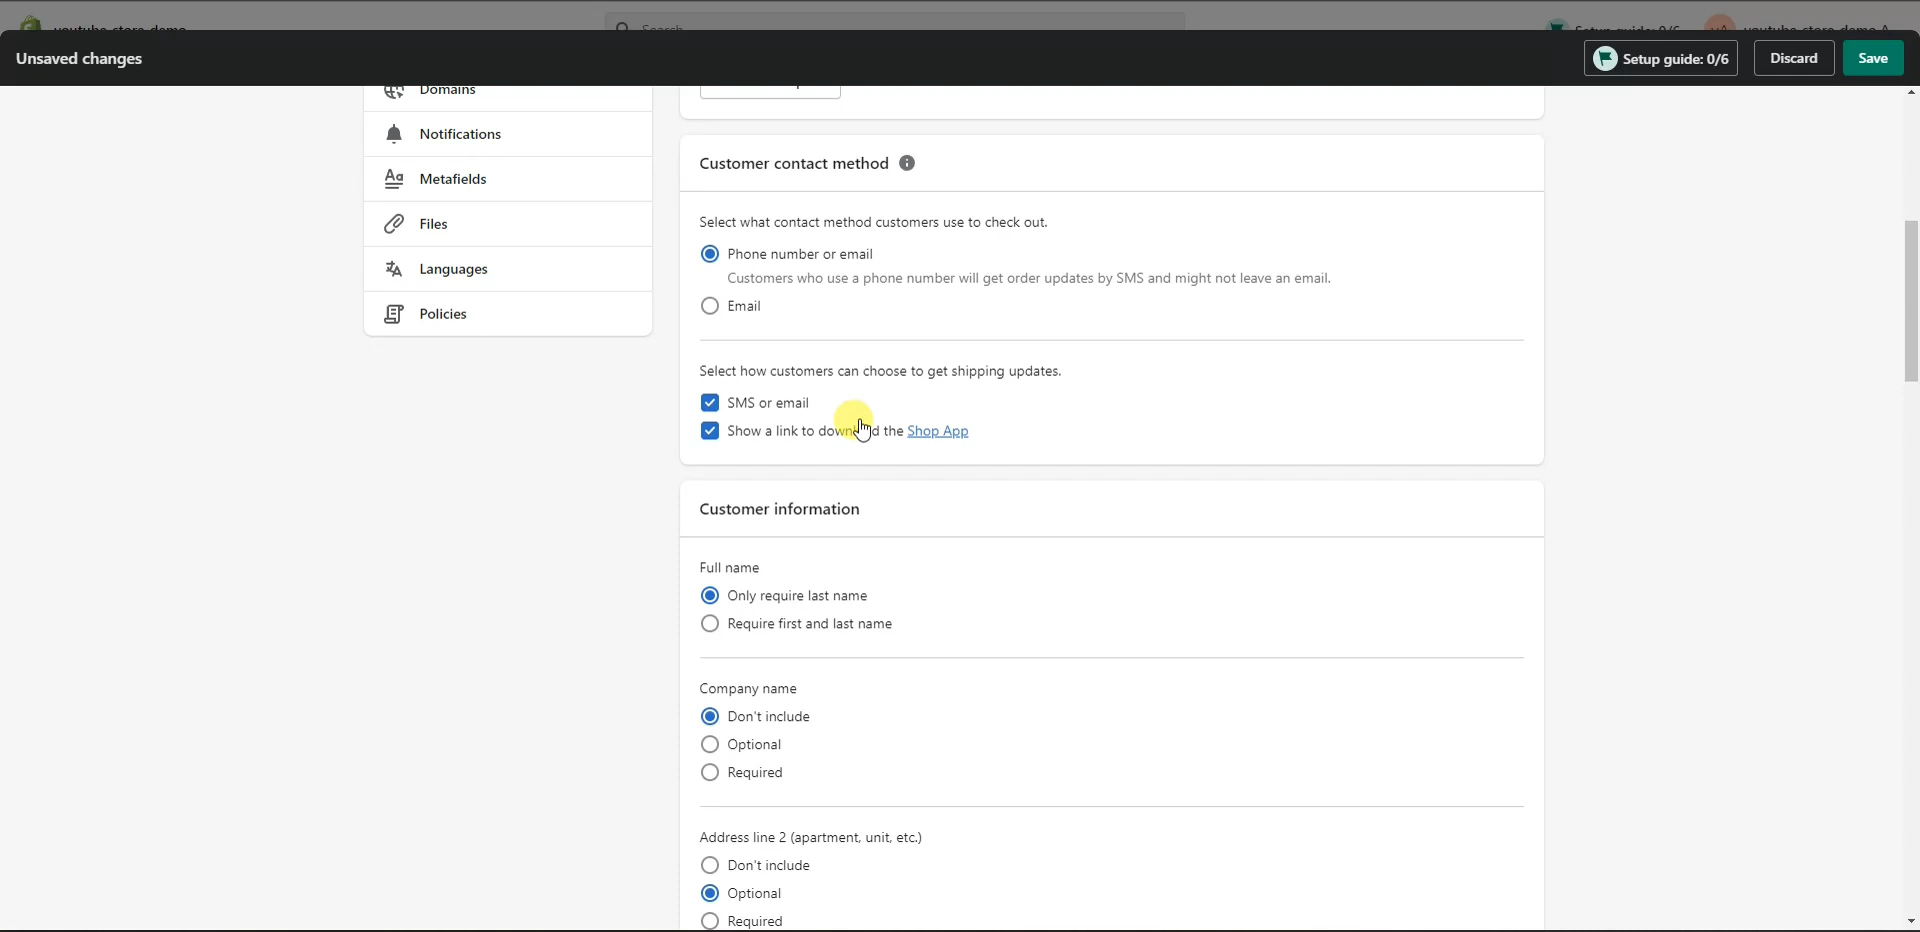 Unsaved changes
Setup guide: 0/6
Discard
Save
Domains
Notifications
Metafields
Files
Languages
Policies
Customer contact method
Select what contact method customers use to check out.
Phone number or email
Customers who use a phone number will get order updates by SMS and might not leave an email.
Email
Select how customers can choose to get shipping updates.
SMS or email
Show a link to download the Shop App
Customer information
Full name
Only require last name
Require first and last name
Company name
Don't include
Optional
Required
Address line 2 (apartment, unit, etc.)
Don't include
Optional
Required